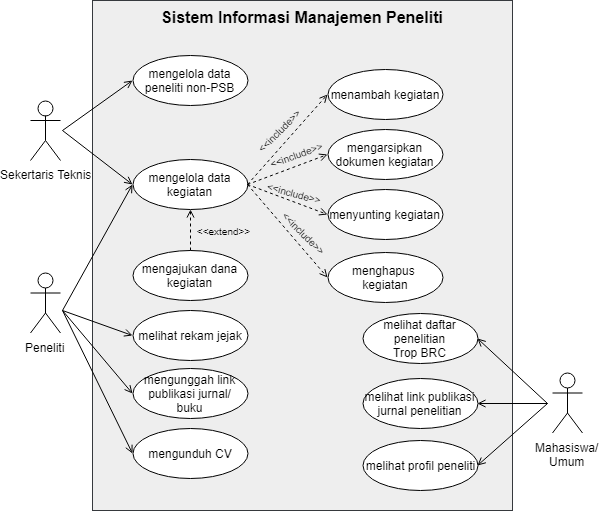 Sistem Informasi Manajemen Peneliti
mengelola data
peneliti non-PSB
menambah kegiatan
<<include>>
mengarsipkan
dokumen kegiatan
<<include>>
Sekertaris Teknis
mengelola data
kegiatan
<<include>>
menyunting kegiatan
<<include>>
<<extend>>
mengajukan dana
kegiatan
menghapus
kegiatan
Peneliti
melihat rekam jejak
melihat daftar
penelitian
Trop BRC
mengunggah link
publikasi jurnal/
buku
melihat link publikasi
jurnal penelitian
Mahasiswa/
Umum
mengunduh CV
melihat profil peneliti